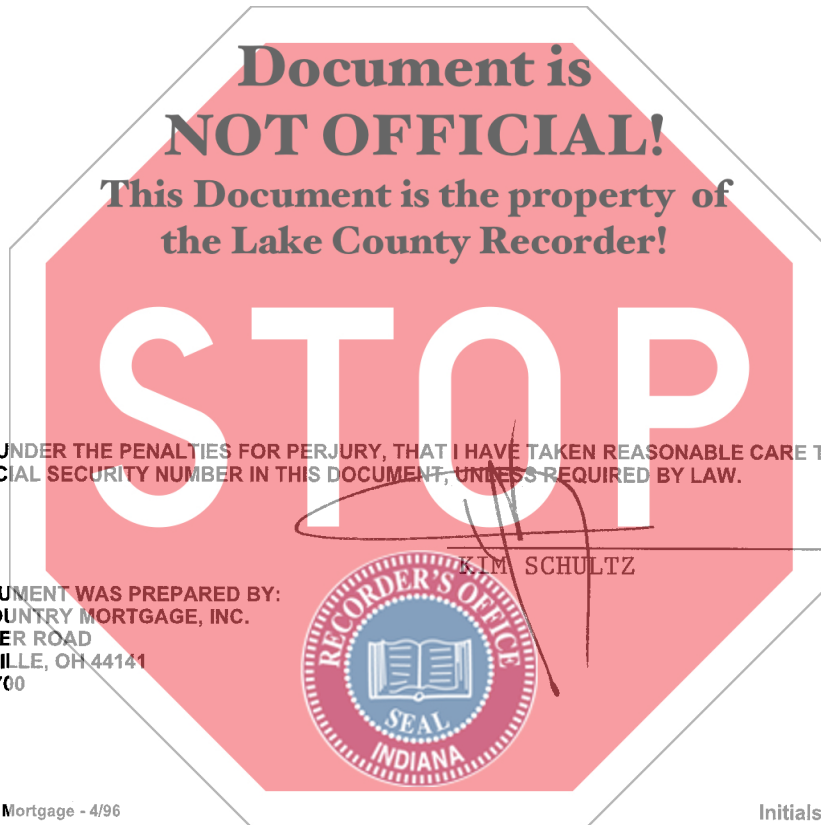 Document is
NOT OFFICIAL!
This Document is the property of
the Lake County Recorder!
STOP
UNDER THE PENALTIES FOR PERJURY, THAT I HAVE TAKEN REASONABLE CARE T
CIAL SECURITY NUMBER IN THIS DOCUMENT, UNLESS REQUIRED BY LAW.
KIM SCHULTZ
UMENT WAS PREPARED BY:
OUNTRY MORTGAGE, INC.
ER ROAD
ILLE, OH 44141
00
RECORDER'S OFFICE
SEAL
INDIANA
Mortgage - 4/96
Initials